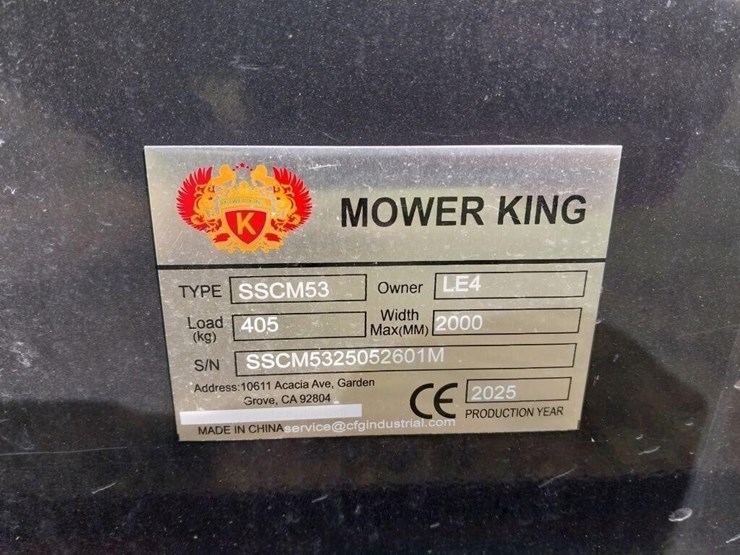 K
MOWER KING
TYPE SSCM53 Owner LE4
Load (kg) 405 Width Max(MM) 2000
S/N SSCM5325052601M
Address:10611 Acacia Ave, Garden
Grove, CA 92804
CE 2025
PRODUCTION YEAR
MADE IN CHINA service@cfgindustrial.com